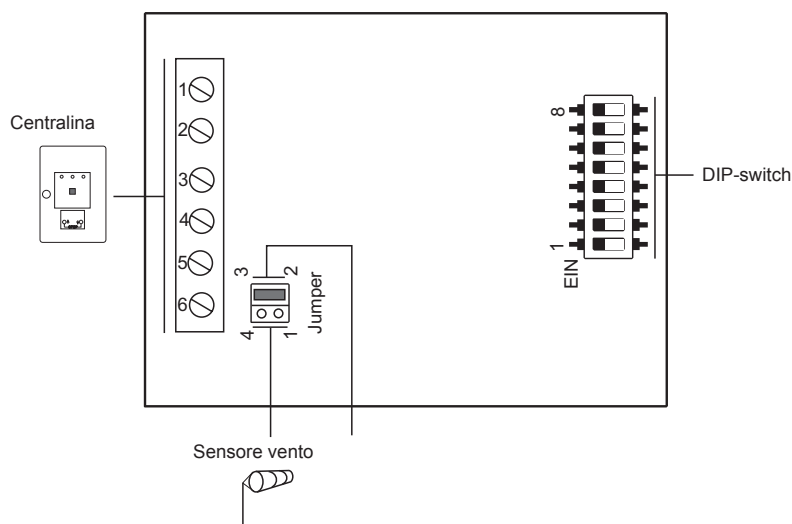 Centralina
1
2
3
4
5
6
3
2
4
1
Jumper
8
1
EIN
DIP-switch
Sensore vento